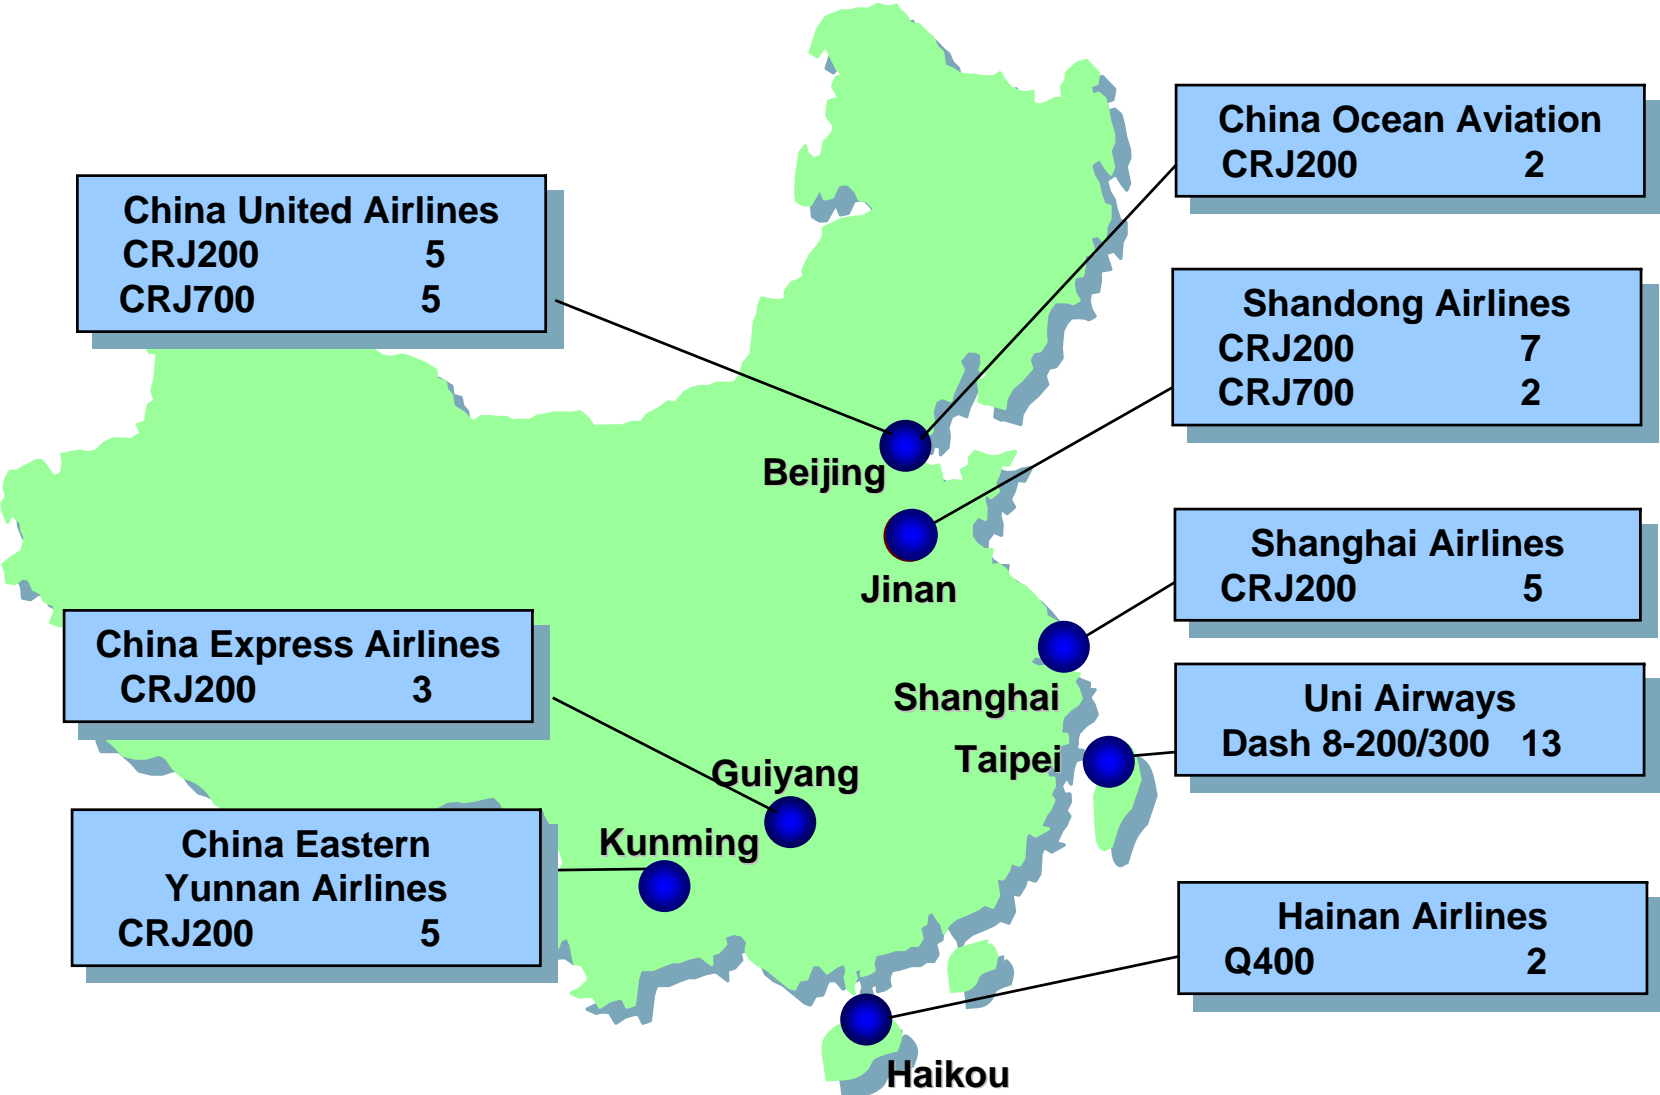 China Ocean Aviation
CRJ200 2
China United Airlines
CRJ200 5
CRJ700 5
Shandong Airlines
CRJ200 7
CRJ700 2
Beijing
Shanghai Airlines
CRJ200 5
Jinan
China Express Airlines
CRJ200 3
Shanghai
Uni Airways
Dash 8-200/300 13
Taipei
Guiyang
Kunming
China Eastern
Yunnan Airlines
CRJ200 5
Hainan Airlines
Q400 2
Haikou